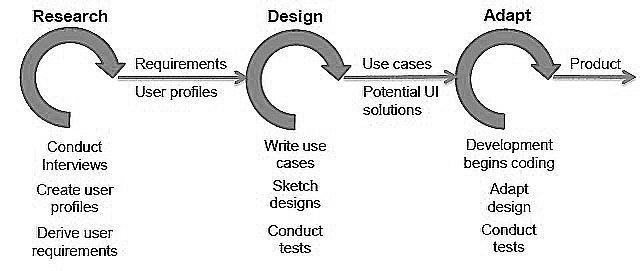 Research
Design
Adapt
Requirements
User profiles
Use cases
Potential UI
solutions
Product
Conduct
Interviews
Create user
profiles
Derive user
requirements
Write use
cases
Sketch
designs
Conduct
tests
Development
begins coding
Adapt
design
Conduct
tests